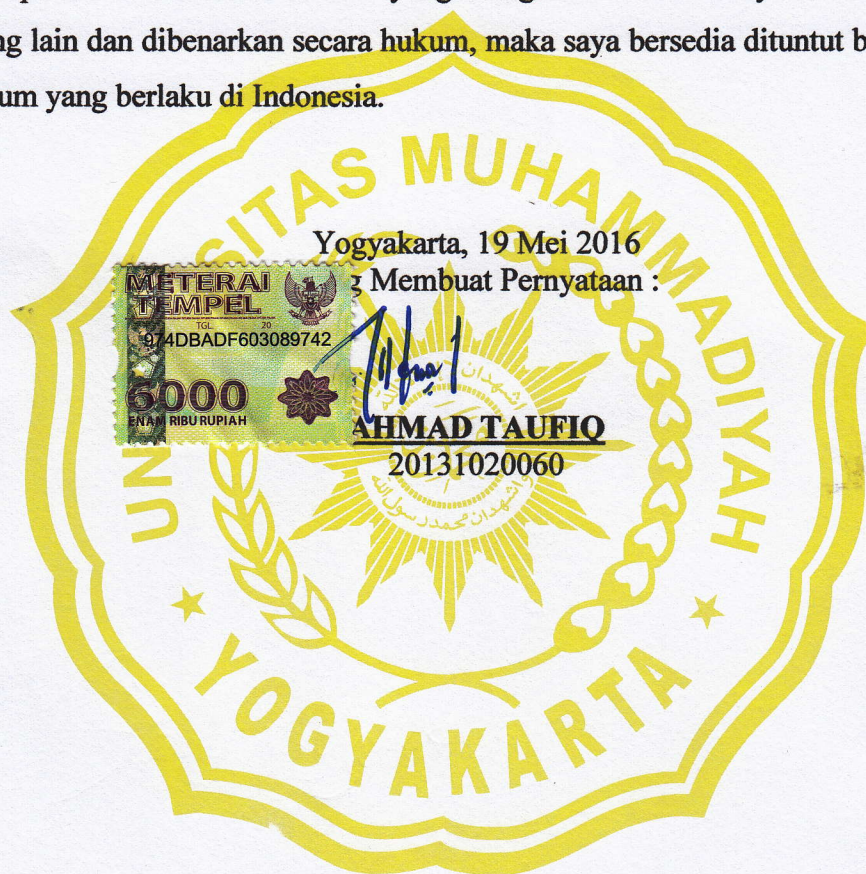 ng lain dan dibenarkan secara hukum, maka saya bersedia dituntut b
um yang berlaku di Indonesia.
UNIVERSITAS MUHAMMADIYAH
YOGYAKARTA
Yogyakarta, 19 Mei 2016
Membuat Pernyataan :
METERAI
TEMPEL
TGL. 20
974DBADF603089742
6000
ENAM RIBU RUPIAH
AHMAD TAUFIQ
20131020060